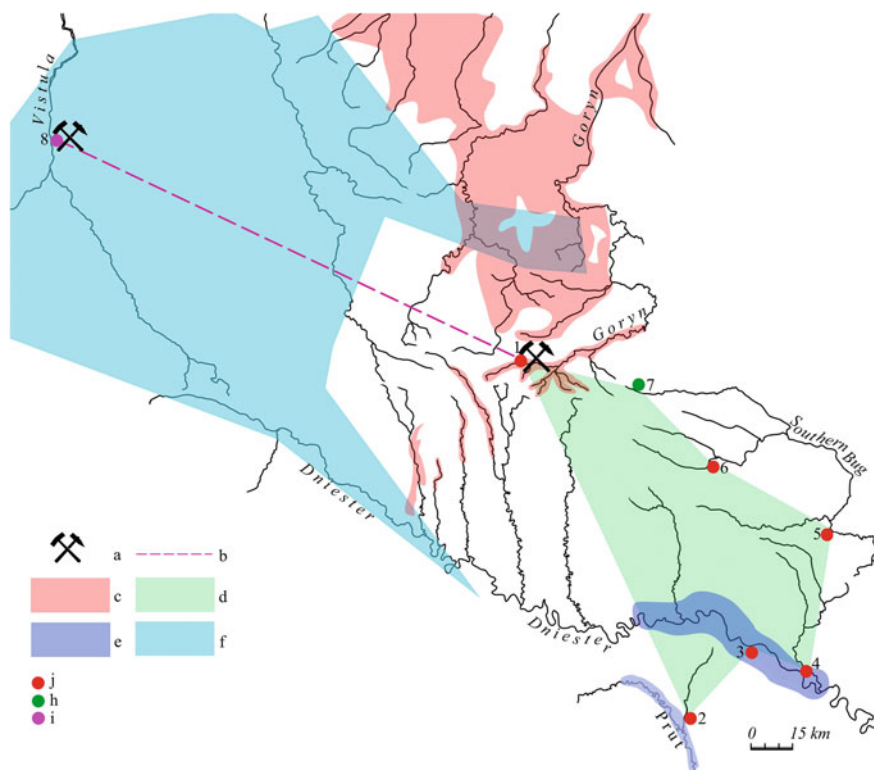 Vistula
8
Goryn
1
Goryn
7
Southern Bug
6
5
Dniester
Dniester
3
4
2
Prut
0 15 km
a
b
c
d
e
f
j
h
i